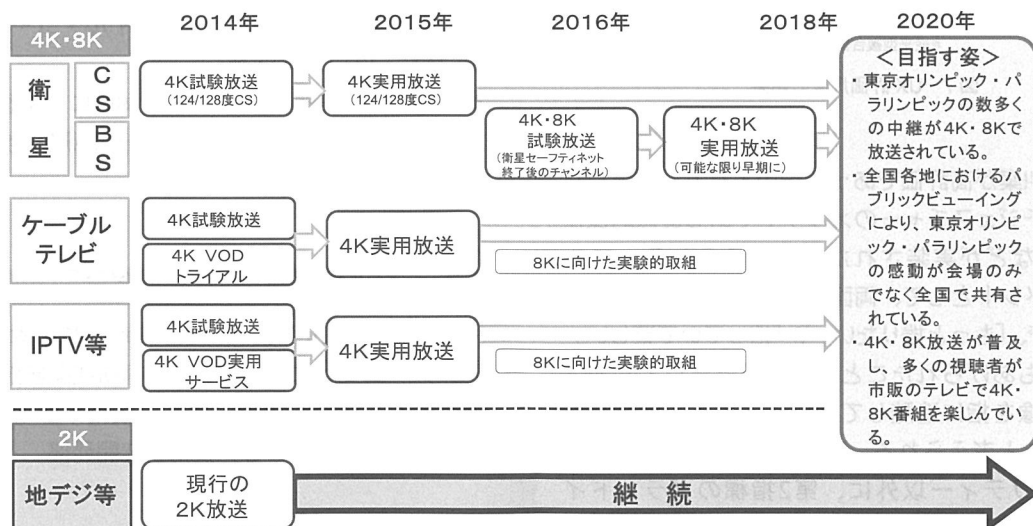 2014年 2015年 2016年 2018年 2020年
4K・8K
衛星
CS
BS
4K試験放送
(124/128度CS)
4K実用放送
(124/128度CS)
4K・8K
試験放送
(衛星セーフティネット
終了後のチャンネル)
4K・8K
実用放送
(可能な限り早期に)
ケーブル
テレビ
4K試験放送
4K VOD
トライアル
4K実用放送
8Kに向けた実験的取組
IPTV等
4K試験放送
4K VOD実用
サービス
4K実用放送
8Kに向けた実験的取組
<目指す姿>
・東京オリンピック・パ
ラリンピックの数多く
の中継が4K・8Kで
放送されている。
・全国各地におけるパ
ブリックビューイング
により、東京オリンピ
ック・パラリンピック
の感動が会場のみ
でなく全国で共有さ
れている。
・4K・8K放送が普及
し、多くの視聴者が
市販のテレビで4K・
8K番組を楽しんでい
る。
2K
地デジ等
現行の
2K放送
継続